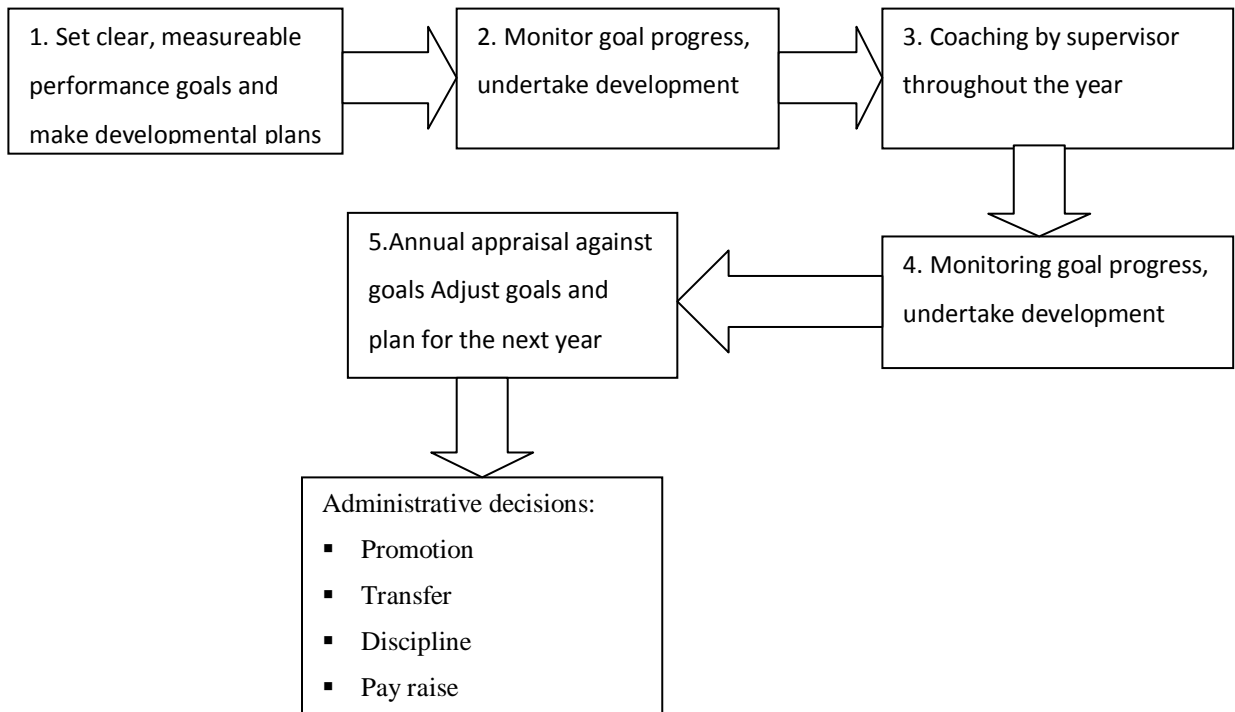 1. Set clear, measureable
performance goals and
make developmental plans
2. Monitor goal progress,
undertake development
3. Coaching by supervisor
throughout the year
4. Monitoring goal progress,
undertake development
5.Annual appraisal against
goals Adjust goals and
plan for the next year
Administrative decisions:
▪ Promotion
▪ Transfer
▪ Discipline
▪ Pay raise